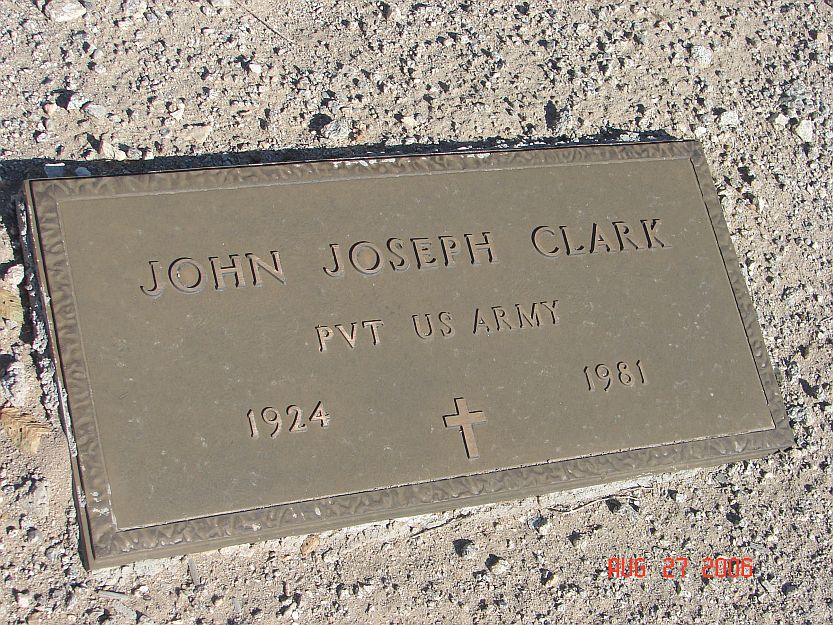 JOHN JOSEPH CLARK
PVT US ARMY
1924 1981
AUG 27 2006